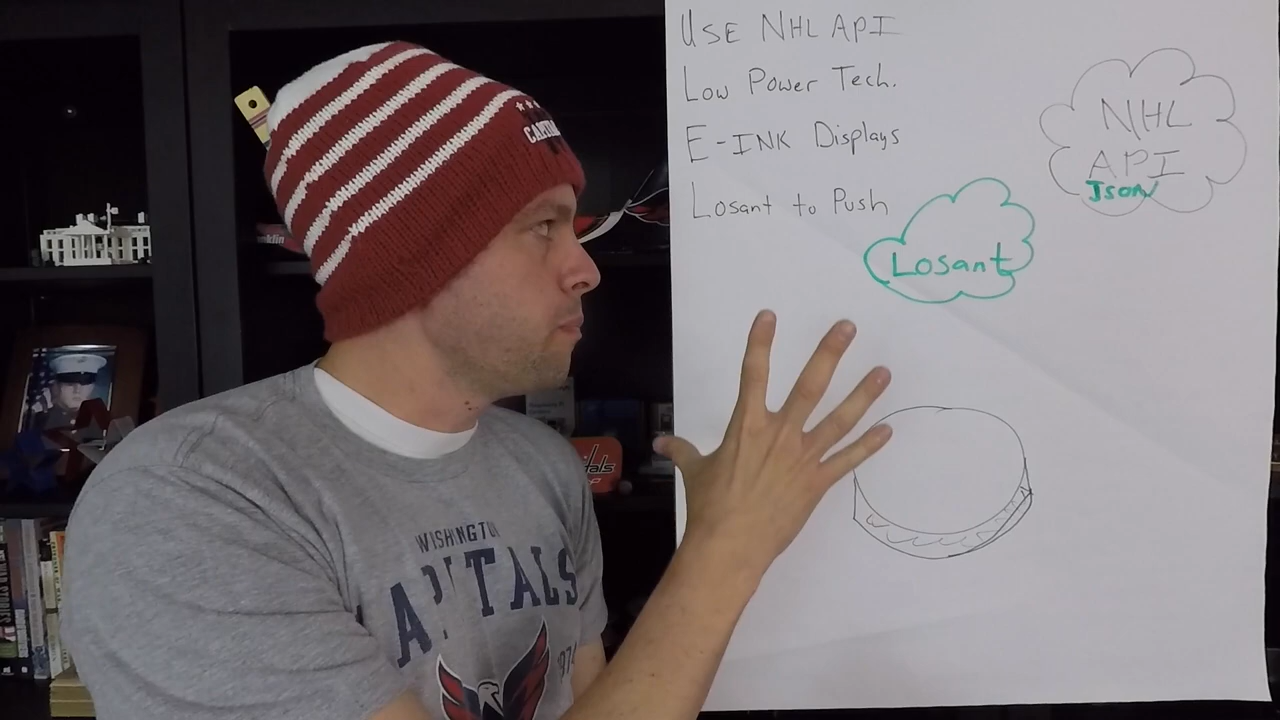 USE NHL API
Low Power Tech.
E-INK Displays
Losant to Push
NHL
API
Json
Losant
WASHINGTON
CAPITALS